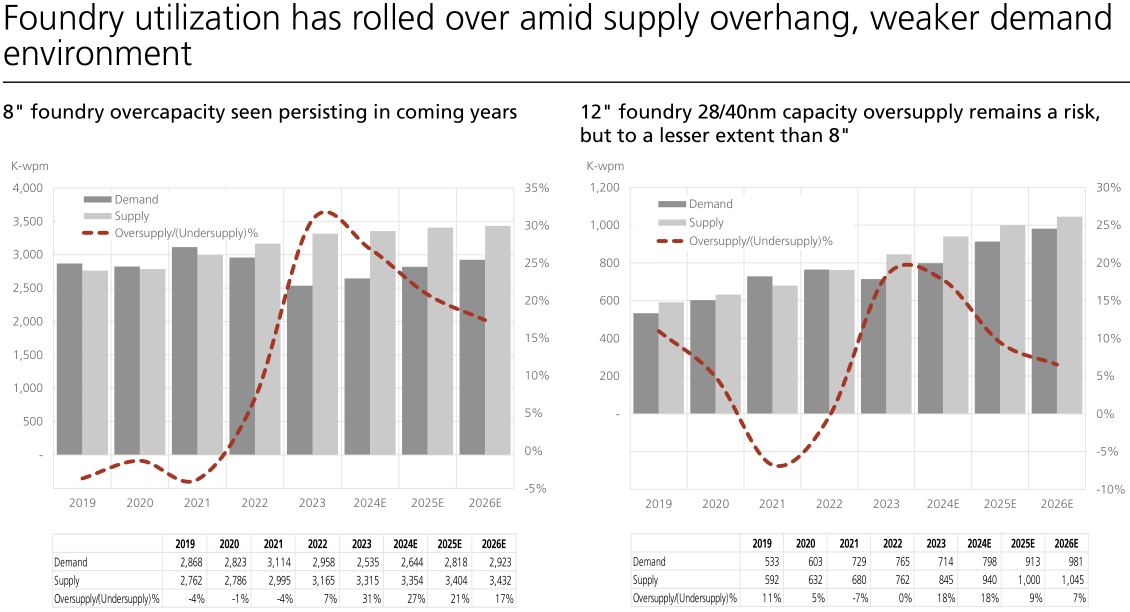 Foundry utilization has rolled over amid supply overhang, weaker demand
environment
8" foundry overcapacity seen persisting in coming years
K-wpm
4,000
3,500
3,000
2,500
2,000
1,500
1,000
500
-
35%
30%
25%
20%
15%
10%
5%
0%
-5%
Demand
Supply
Oversupply/(Undersupply)%
2019 2020 2021 2022 2023 2024E 2025E 2026E
2019 2020 2021 2022 2023 2024E 2025E 2026E
Demand 2,868 2,823 3,114 2,958 2,535 2,644 2,818 2,923
Supply 2,762 2,786 2,995 3,165 3,315 3,354 3,404 3,432
Oversupply/(Undersupply)% -4% -1% -4% 7% 31% 27% 21% 17%
12" foundry 28/40nm capacity oversupply remains a risk,
but to a lesser extent than 8"
K-wpm
1,200
1,000
800
600
400
200
-
30%
25%
20%
15%
10%
5%
0%
-5%
-10%
Demand
Supply
Oversupply/(Undersupply)%
2019 2020 2021 2022 2023 2024E 2025E 2026E
2019 2020 2021 2022 2023 2024E 2025E 2026E
Demand 533 603 729 765 714 798 913 981
Supply 592 632 680 762 845 940 1,000 1,045
Oversupply/(Undersupply)% 11% 5% -7% 0% 18% 18% 9% 7%